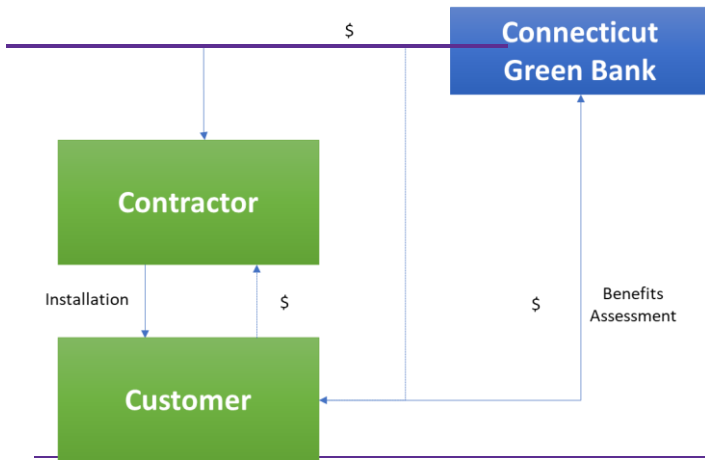 $
Connecticut
Green Bank
Contractor
Installation
$
$
Benefits
Assessment
Customer